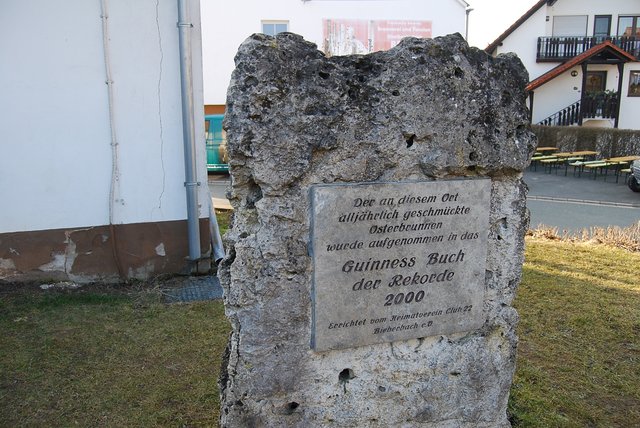 Der an diesem Ort
alljährlich geschmückte
Osterbrunnen
wurde aufgenommen in das
Guinness Buch
der Rekorde
2000
Errichtet vom Heimatverein Club 22
Bieberbach e.V.